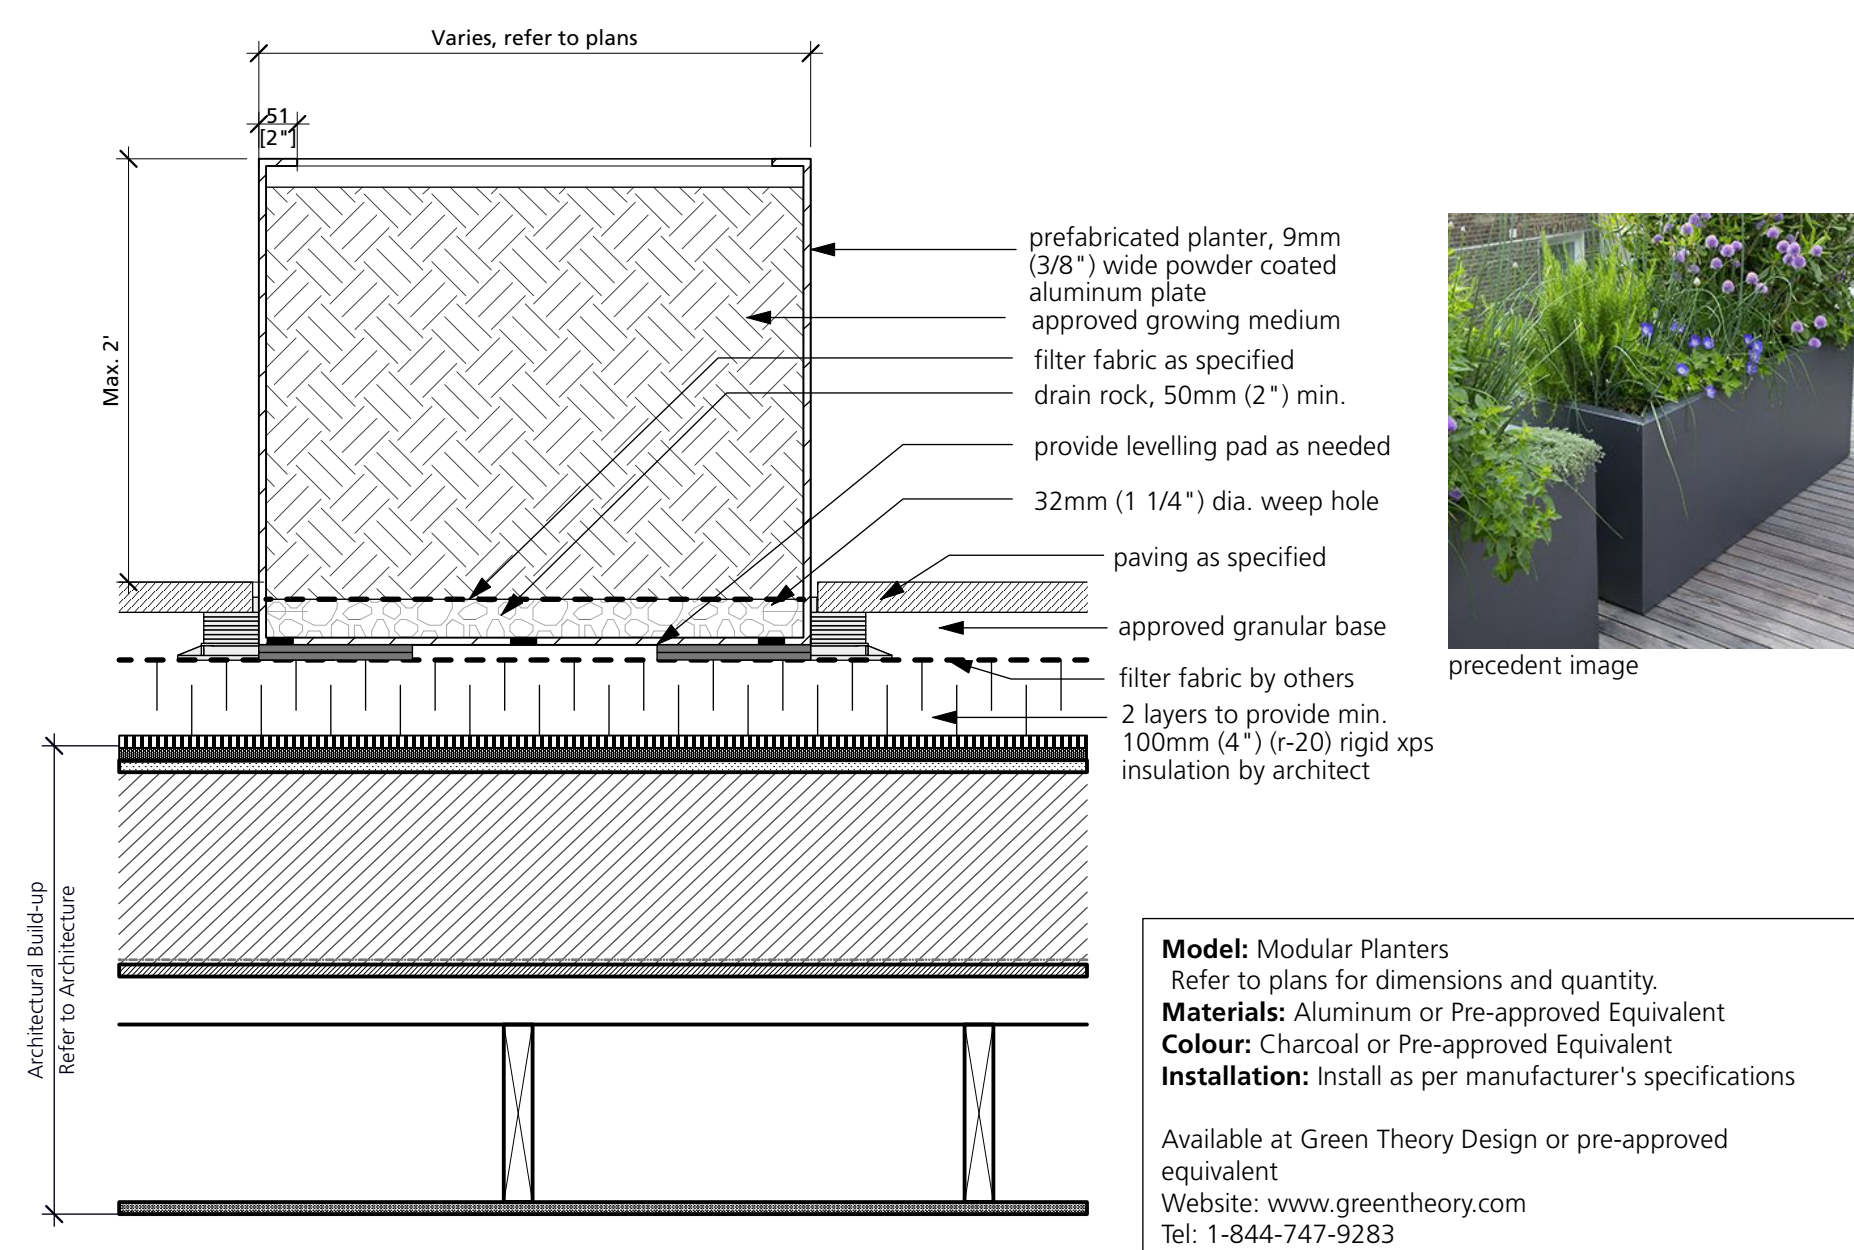 Varies, refer to plans
51
[2"]
Max. 2'
prefabricated planter, 9mm
(3/8") wide powder coated
aluminum plate
approved growing medium
filter fabric as specified
drain rock, 50mm (2") min.
provide levelling pad as needed
32mm (1 1/4") dia. weep hole
paving as specified
approved granular base
filter fabric by others
2 layers to provide min.
100mm (4") (r-20) rigid xps
insulation by architect
precedent image
Architectural Build-up
Refer to Architecture
Model: Modular Planters
Refer to plans for dimensions and quantity.
Materials: Aluminum or Pre-approved Equivalent
Colour: Charcoal or Pre-approved Equivalent
Installation: Install as per manufacturer's specifications
Available at Green Theory Design or pre-approved
equivalent
Website: www.greentheory.com
Tel: 1-844-747-9283